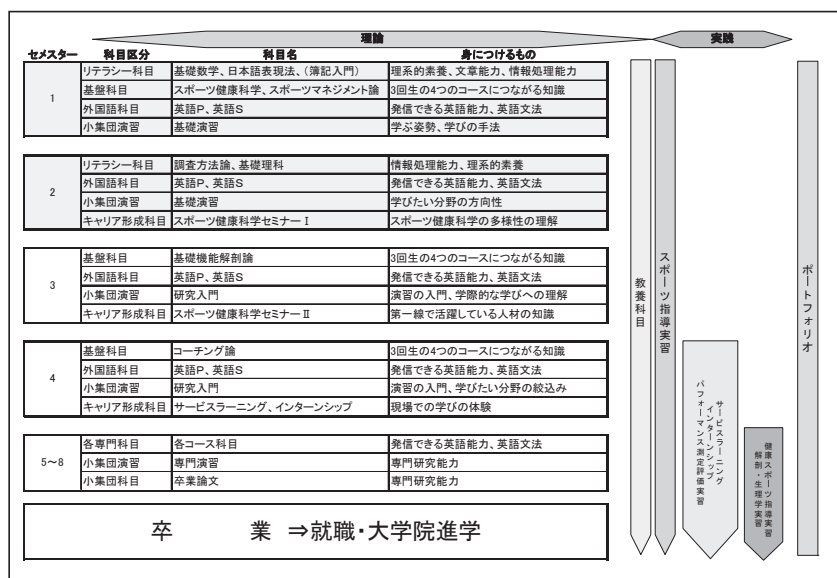 理論 実践
セメスター 科目区分 科目名 身につけるもの
1
リテラシー科目 基礎数学、日本語表現法、(簿記入門) 理系的素養、文章能力、情報処理能力
基盤科目 スポーツ健康科学、スポーツマネジメント論 3回生の4つのコースにつながる知識
外国語科目 英語P、英語S 発信できる英語能力、英語文法
小集団演習 基礎演習 学ぶ姿勢、学びの手法
2
リテラシー科目 調査方法論、基礎理科 情報処理能力、理系的素養
外国語科目 英語P、英語S 発信できる英語能力、英語文法
小集団演習 基礎演習 学びたい分野の方向性
キャリア形成科目 スポーツ健康科学セミナーⅠ スポーツ健康科学の多様性の理解
3
基盤科目 基礎機能解剖論 3回生の4つのコースにつながる知識
外国語科目 英語P、英語S 発信できる英語能力、英語文法
小集団演習 研究入門 演習の入門、学際的な学びへの理解
キャリア形成科目 スポーツ健康科学セミナーⅡ 第一線で活躍している人材の知識
4
基盤科目 コーチング論 3回生の4つのコースにつながる知識
外国語科目 英語P、英語S 発信できる英語能力、英語文法
小集団演習 研究入門 演習の入門、学びたい分野の絞込み
キャリア形成科目 サービスラーニング、インターンシップ 現場での学びの体験
5~8
各専門科目 各コース科目 発信できる英語能力、英語文法
小集団演習 専門演習 専門研究能力
小集団科目 卒業論文 専門研究能力
卒 業 ⇒就職・大学院進学
教養科目
スポーツ指導実習
サービスラーニング
インターンシップ
パフォーマンス測定評価実習
健康スポーツ指導実習
解剖・生理学実習
ポートフォリオ